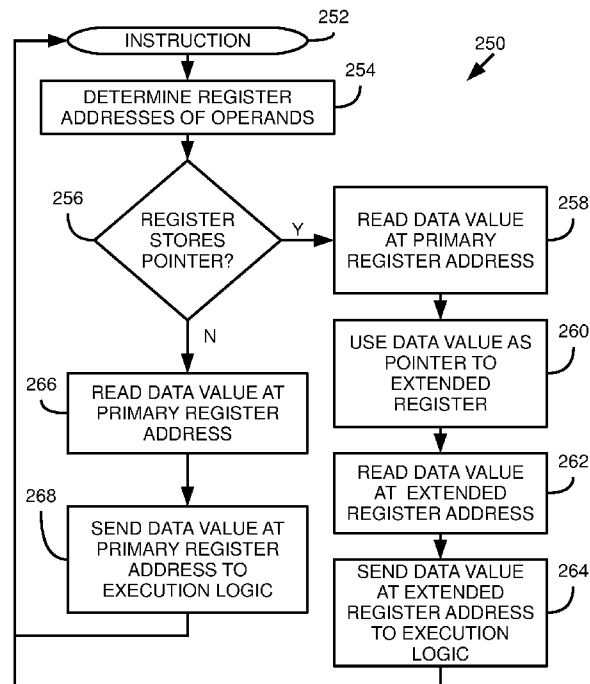 INSTRUCTION
252
250
DETERMINE REGISTER
ADDRESSES OF OPERANDS
254
256
REGISTER
STORES
POINTER?
Y
N
READ DATA VALUE
AT PRIMARY
REGISTER ADDRESS
258
USE DATA VALUE AS
POINTER TO
EXTENDED
REGISTER
260
266
READ DATA VALUE AT
PRIMARY REGISTER
ADDRESS
READ DATA VALUE
AT EXTENDED
REGISTER ADDRESS
262
268
SEND DATA VALUE AT
PRIMARY REGISTER
ADDRESS TO
EXECUTION LOGIC
SEND DATA VALUE
AT EXTENDED
REGISTER ADDRESS
TO EXECUTION
LOGIC
264